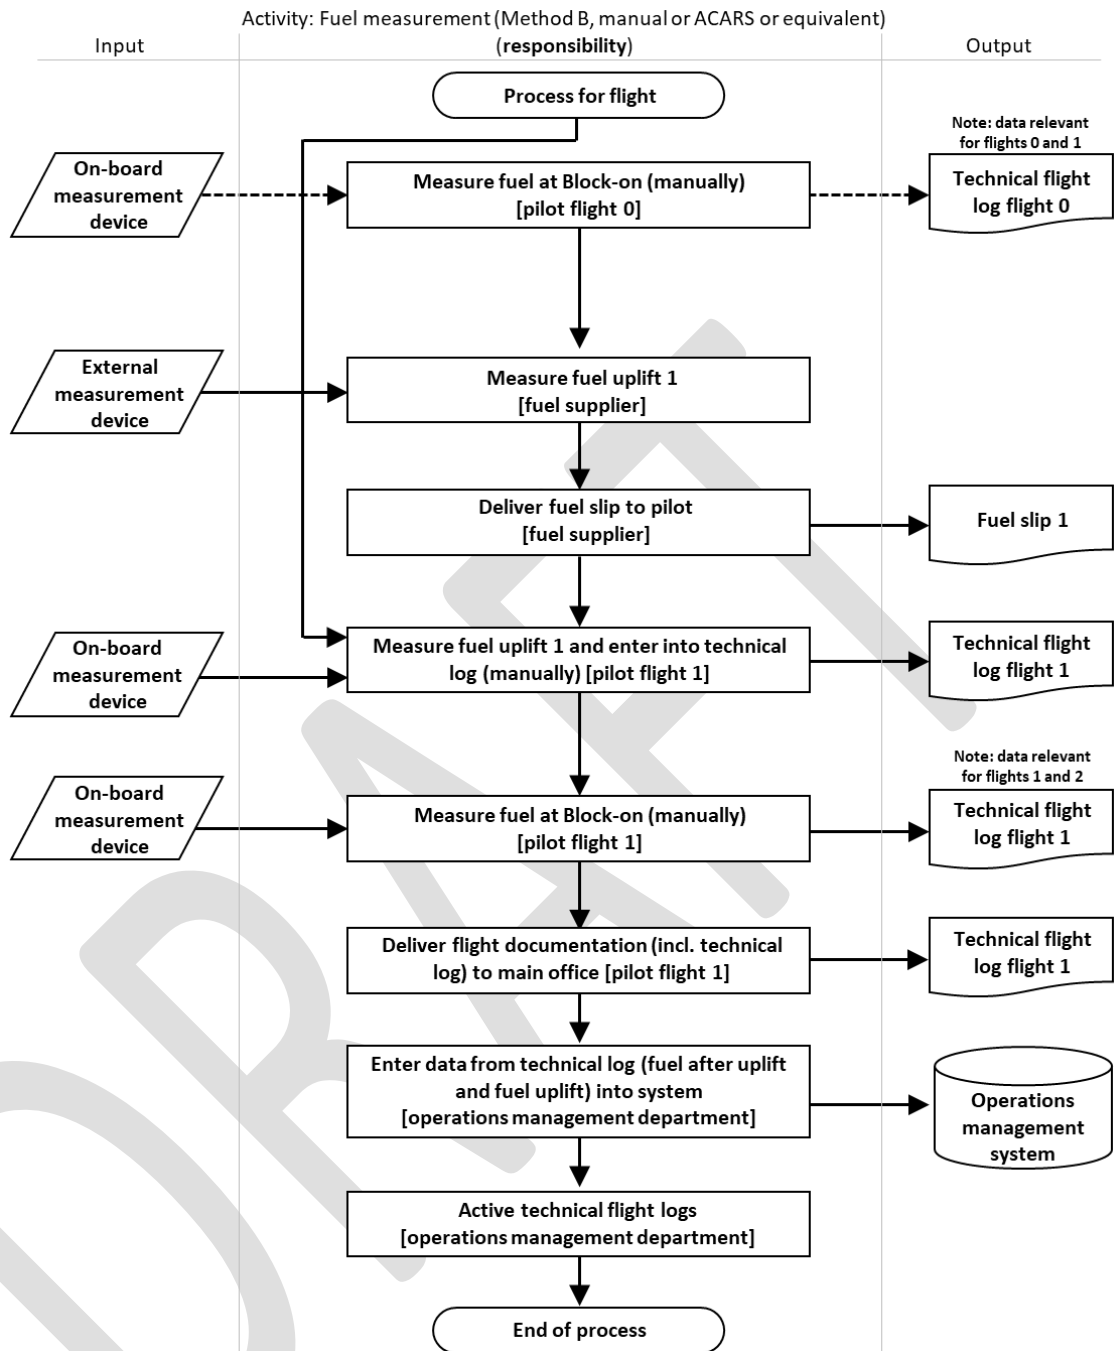 Activity: Fuel measurement (Method B, manual or ACARS or equivalent)
Input
(responsibility)
Output
Process for flight
Note: data relevant
for flights 0 and 1
On-board
measurement
device
Measure fuel at Block-on (manually)
[pilot flight 0]
Technical flight
log flight 0
External
measurement
device
Measure fuel uplift 1
[fuel supplier]
Deliver fuel slip to pilot
[fuel supplier]
Fuel slip 1
On-board
measurement
device
Measure fuel uplift 1 and enter into technical
log (manually) [pilot flight 1]
Technical flight
log flight 1
Note: data relevant
for flights 1 and 2
On-board
measurement
device
Measure fuel at Block-on (manually)
[pilot flight 1]
Technical flight
log flight 1
Deliver flight documentation (incl. technical
log) to main office [pilot flight 1]
Technical flight
log flight 1
Enter data from technical log (fuel after uplift
and fuel uplift) into system
[operations management department]
Operations
management
system
Active technical flight logs
[operations management department]
End of process
DRAFT